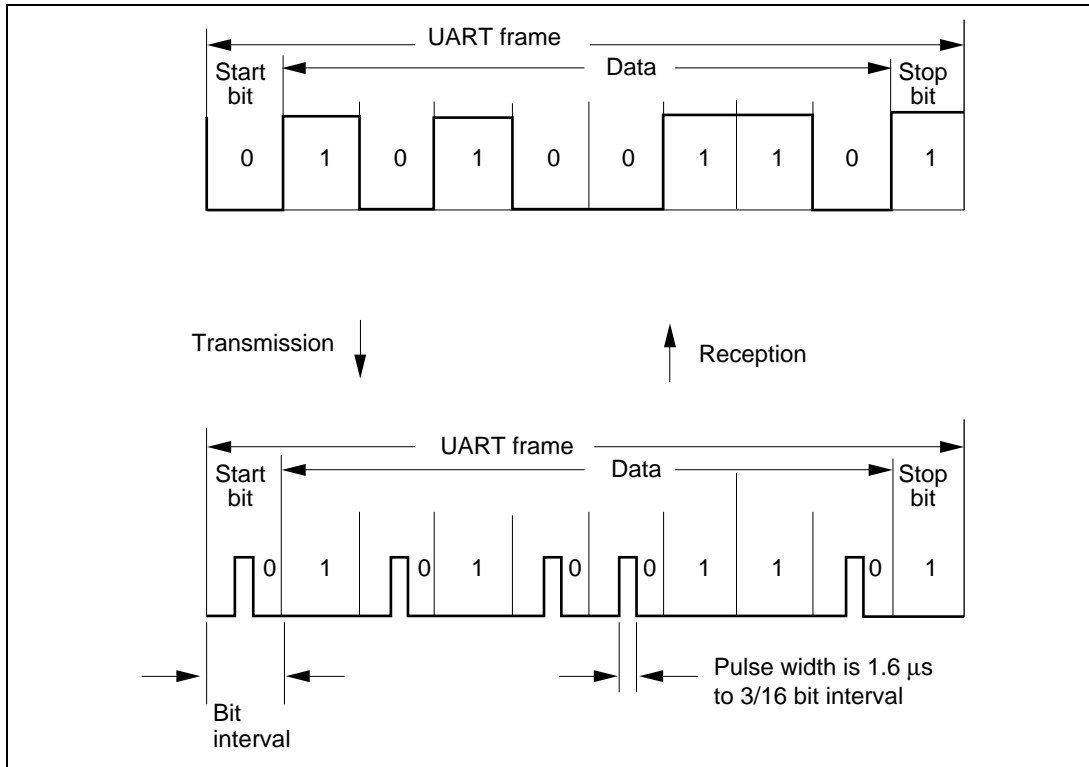 UART frame
Start bit
Data
Stop bit
0 1 0 1 0 0 1 1 0 1
Transmission
Reception
UART frame
Start bit
Data
Stop bit
0 1 0 1 0 0 1 1 0 1
Bit interval
Pulse width is 1.6 μs
to 3/16 bit interval